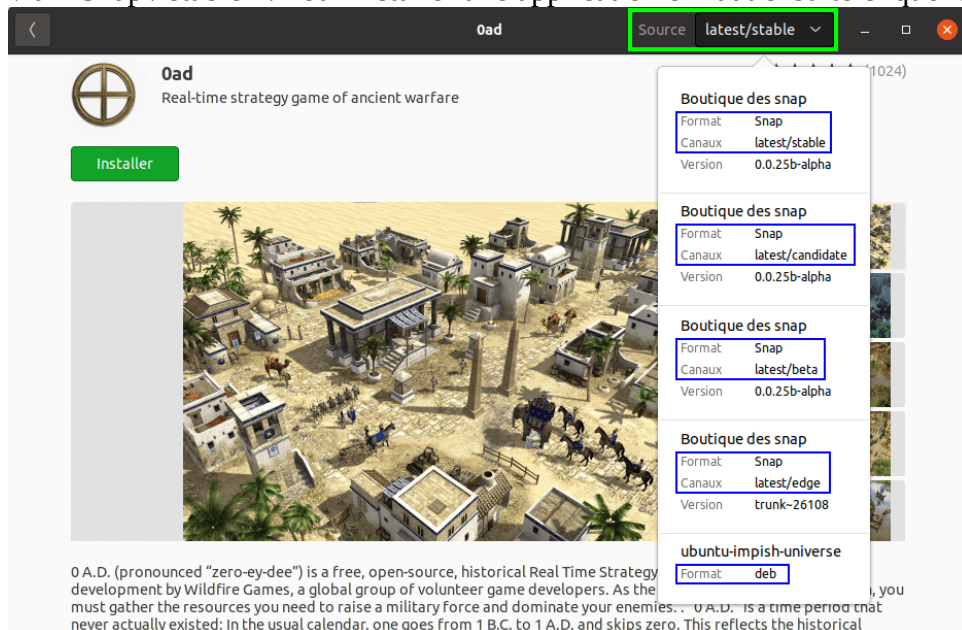 0ad
Source latest/stable
0ad
(1024)
Real-time strategy game of ancient warfare
Installer
Boutique des snap
Format Snap
Canaux latest/stable
Version 0.0.25b-alpha
Boutique des snap
Format Snap
Canaux latest/candidate
Version 0.0.25b-alpha
Boutique des snap
Format Snap
Canaux latest/beta
Version 0.0.25b-alpha
Boutique des snap
Format Snap
Canaux latest/edge
Version trunk~26108
ubuntu-impish-universe
Format deb
0 A.D. (pronounced “zero-ey-dee”) is a free, open-source, historical Real Time Strategy
development by Wildfire Games, a global group of volunteer game developers. As the you
must gather the resources you need to raise a military force and dominate your enemies. . "0 A.D." is a time period that
never actually existed: In the usual calendar, one goes from 1 B.C. to 1 A.D. and skips zero. This reflects the historical